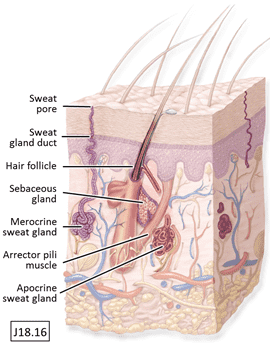 Sweat
pore
Sweat
gland duct
Hair follicle
Sebaceous
gland
Merocrine
sweat gland
Arrector pili
muscle
Apocrine
sweat gland
J18.16